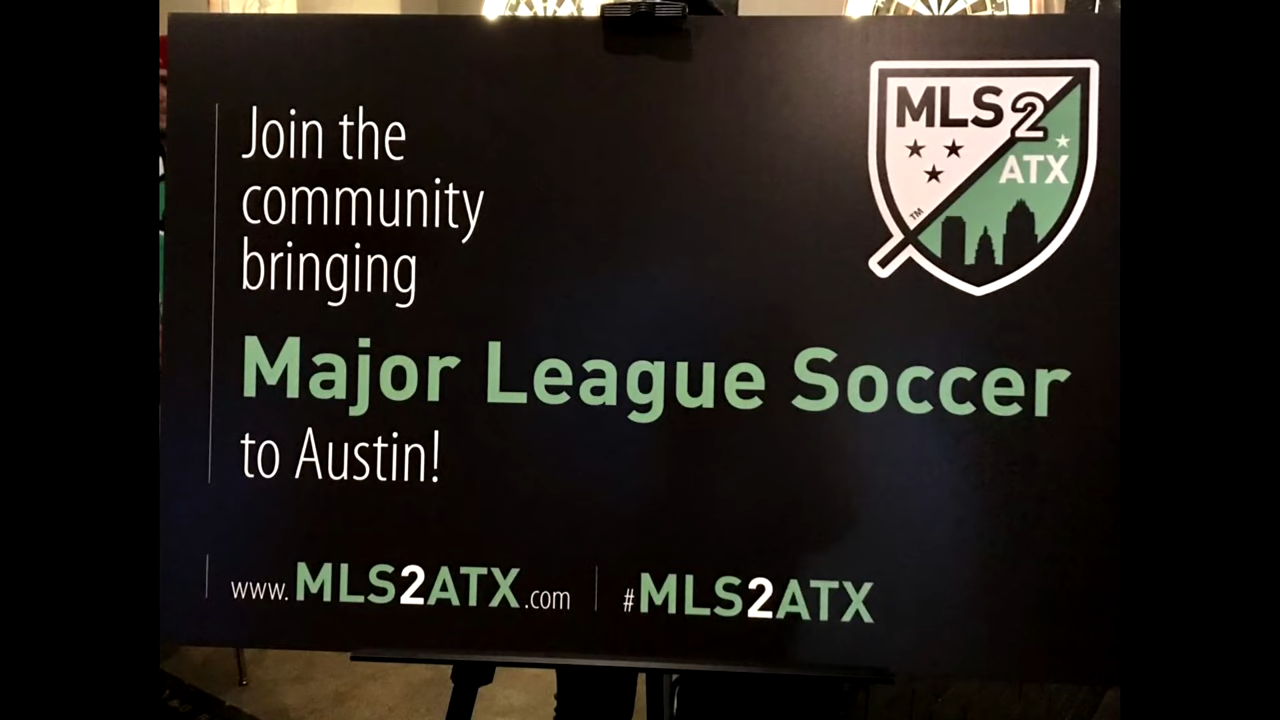 Join the
community
bringing
Major League Soccer
to Austin!
www.MLS2ATX.com
#MLS2ATX
MLS2
ATX
TM